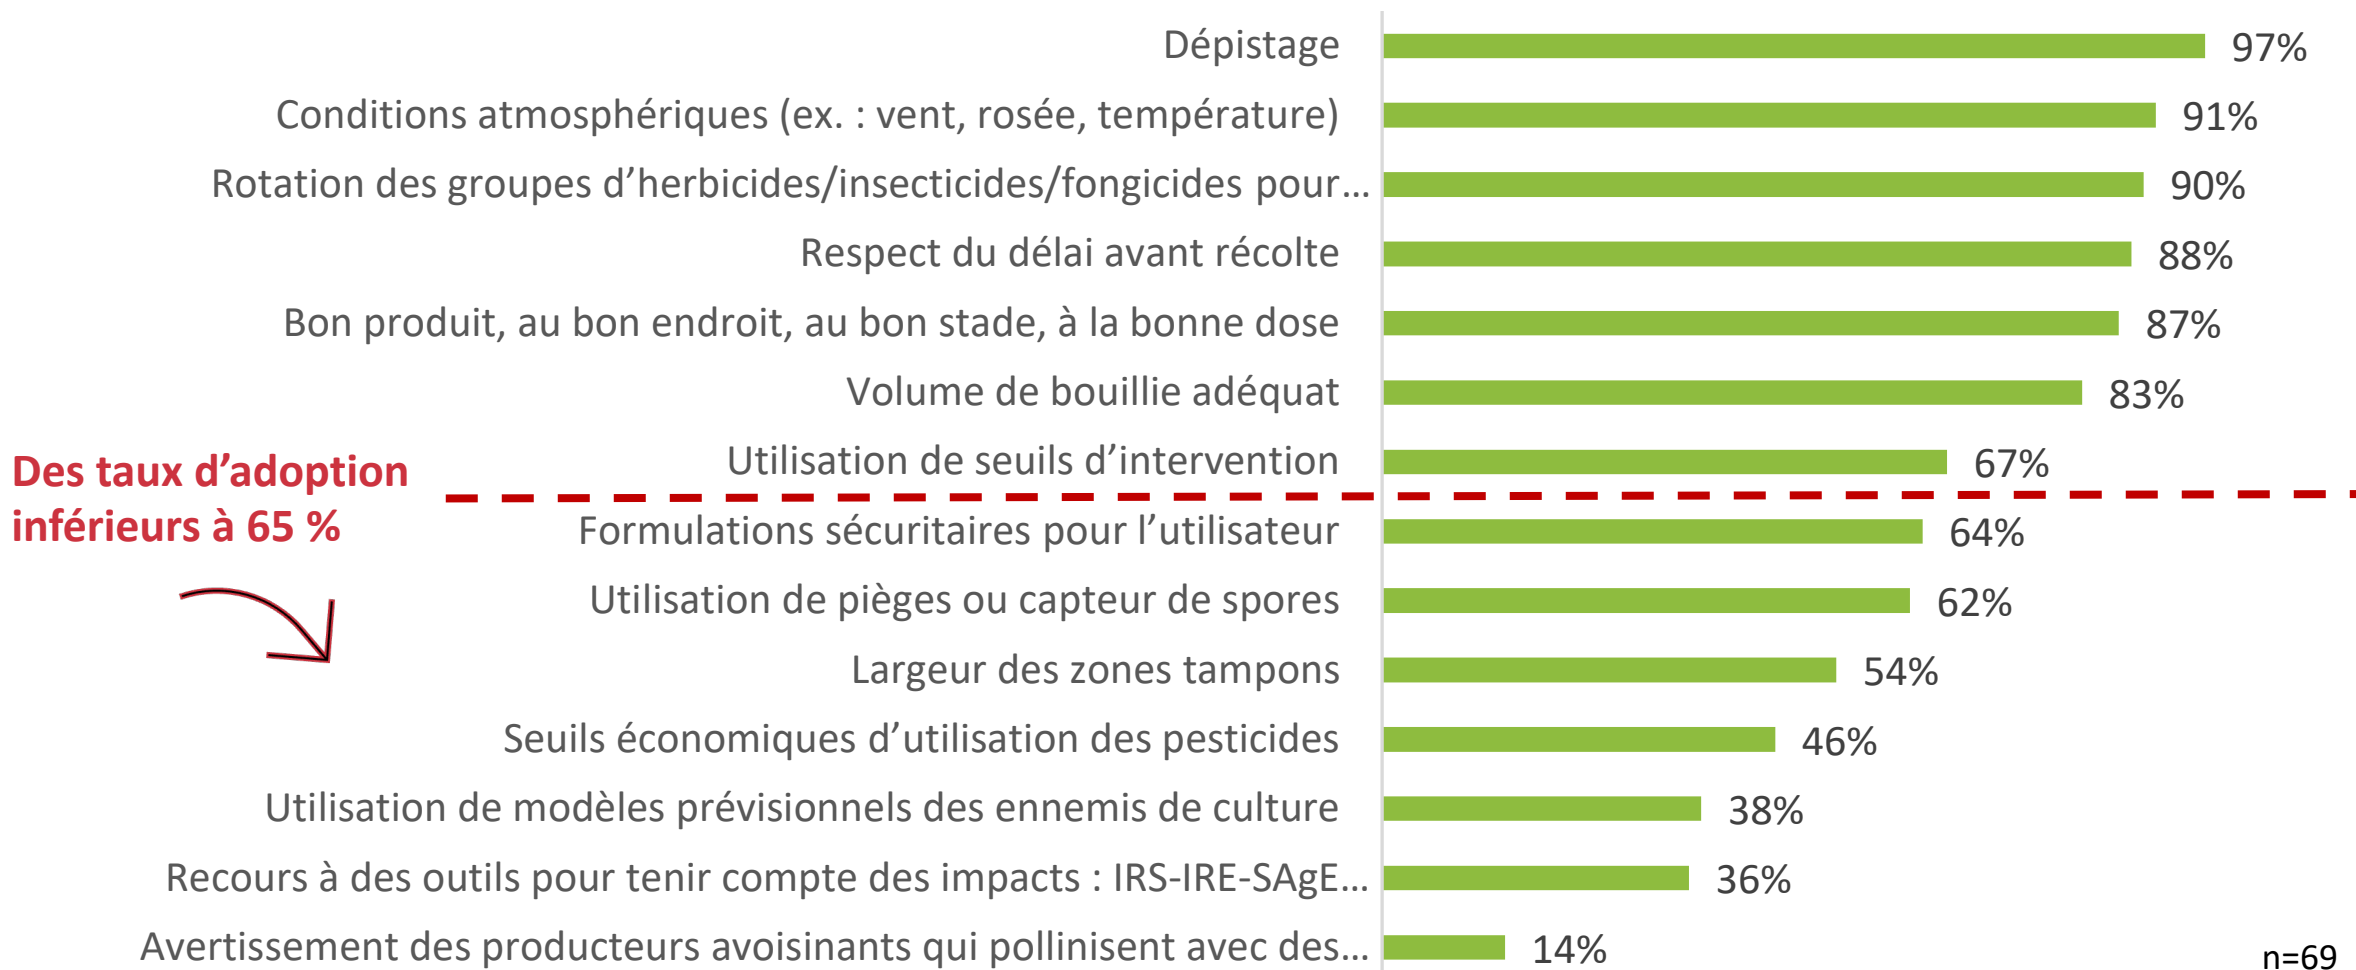 Dépistage 97%
Conditions atmosphériques (ex. : vent, rosée, température) 91%
Rotation des groupes d’herbicides/insecticides/fongicides pour… 90%
Respect du délai avant récolte 88%
Bon produit, au bon endroit, au bon stade, à la bonne dose 87%
Volume de bouillie adéquat 83%
Utilisation de seuils d’intervention 67%
Des taux d’adoption
inférieurs à 65 %
Formulations sécuritaires pour l’utilisateur 64%
Utilisation de pièges ou capteur de spores 62%
Largeur des zones tampons 54%
Seuils économiques d’utilisation des pesticides 46%
Utilisation de modèles prévisionnels des ennemis de culture 38%
Recours à des outils pour tenir compte des impacts : IRS-IRE-SAgE… 36%
Avertissement des producteurs avoisinants qui pollinisent avec des… 14%
n=69